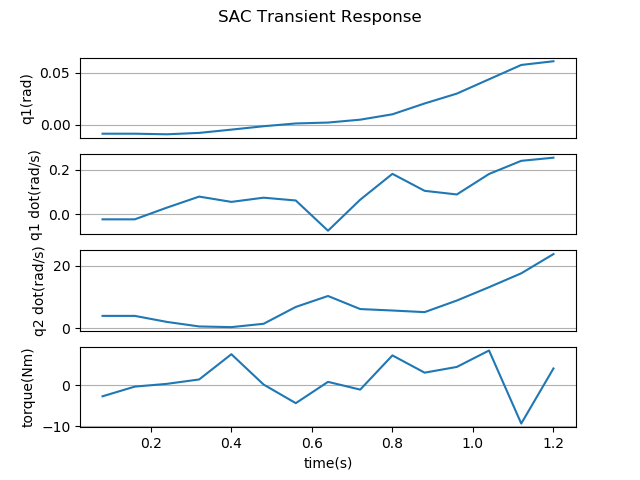 SAC Transient Response
q1(rad)
0.05
0.00
q1 dot(rad/s)
0.2
0.0
q2 dot(rad/s)
20
0
torque(Nm)
0
−10
0.2 0.4 0.6 0.8 1.0 1.2
time(s)